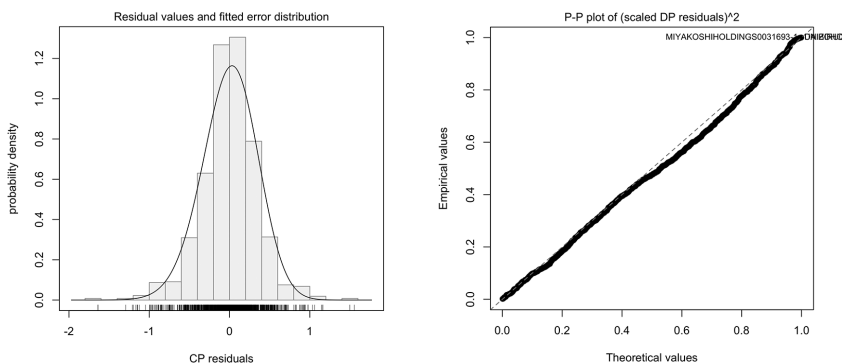 Residual values and fitted error distribution
probability density
0.0 0.2 0.4 0.6 0.8 1.0 1.2
-2 -1 0 1
CP residuals
P-P plot of (scaled DP residuals)^2
Empirical values
0.0 0.2 0.4 0.6 0.8 1.0
MIYAKOSHIHOLDINGS0031693-1
0.0 0.2 0.4 0.6 0.8 1.0
Theoretical values